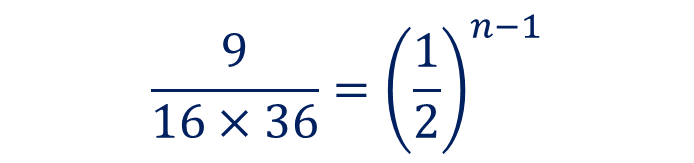 9/(16 × 36) = (1/2)^(n−1)